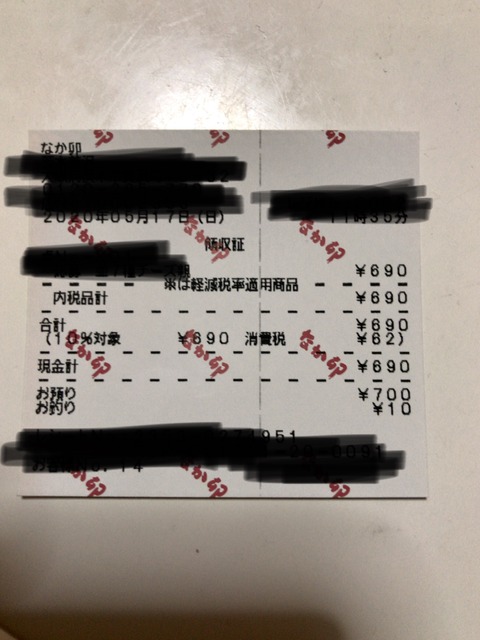 なか卯
2020年05月17日(日) 11時35分
領収証
¥690
※は軽減税率適用商品
内税品計 ¥690
合計 ¥690
(10%対象 ¥690 消費税 ¥62)
現金計 ¥690
お預り ¥700
お釣り ¥10